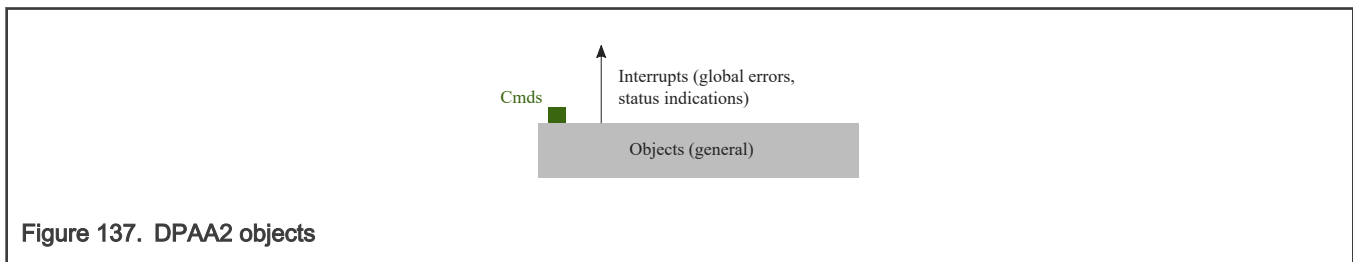 Interrupts (global errors,
status indications)
Cmds
Objects (general)
Figure 137. DPAA2 objects